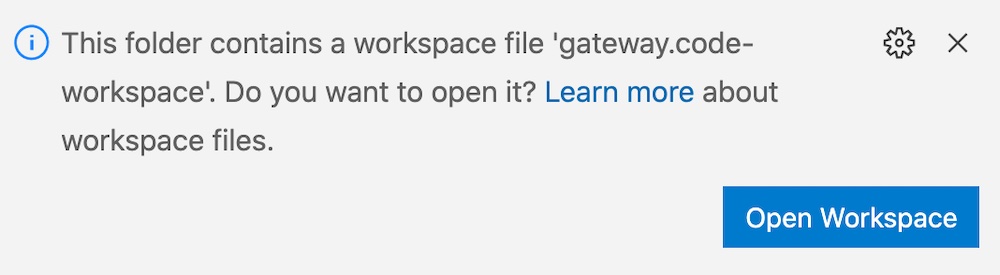 This folder contains a workspace file 'gateway.code-
workspace'. Do you want to open it? Learn more about
workspace files.
Open Workspace